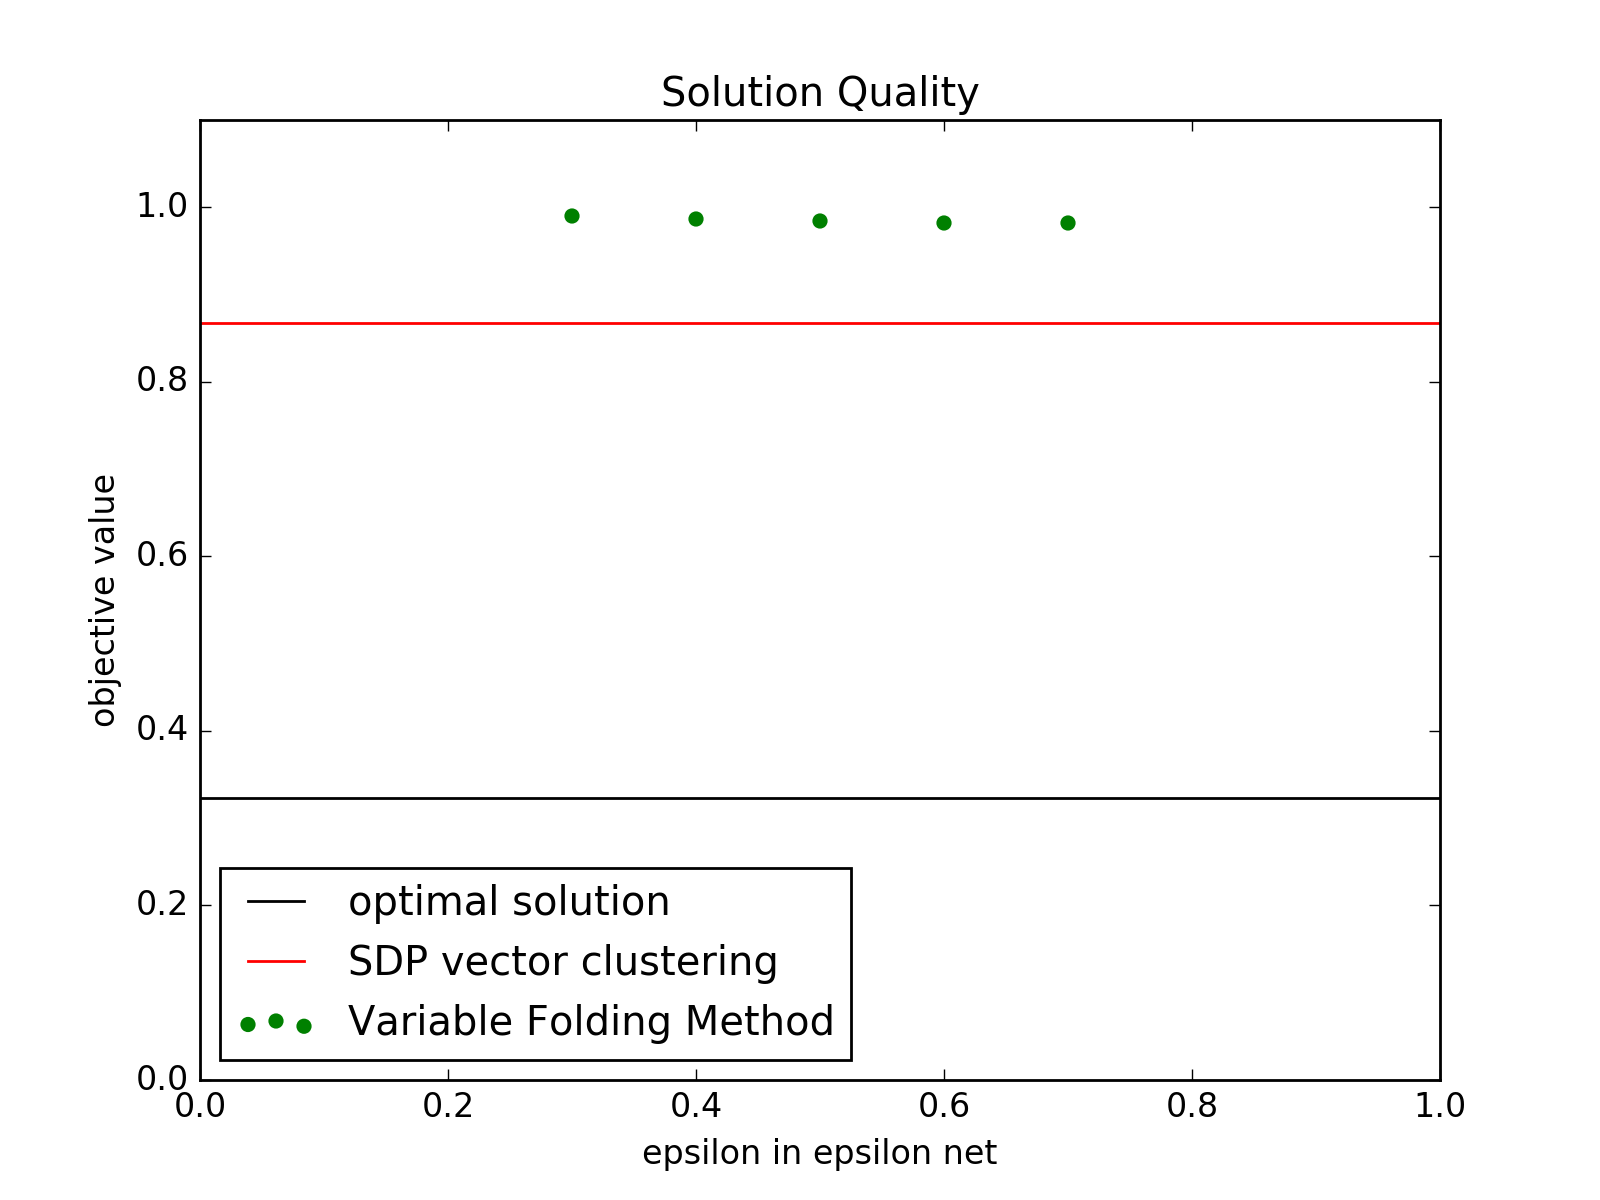 Solution Quality
1.0
0.8
0.6
0.4
0.2
0.0
objective value
optimal solution
SDP vector clustering
Variable Folding Method
0.0 0.2 0.4 0.6 0.8 1.0
epsilon in epsilon net